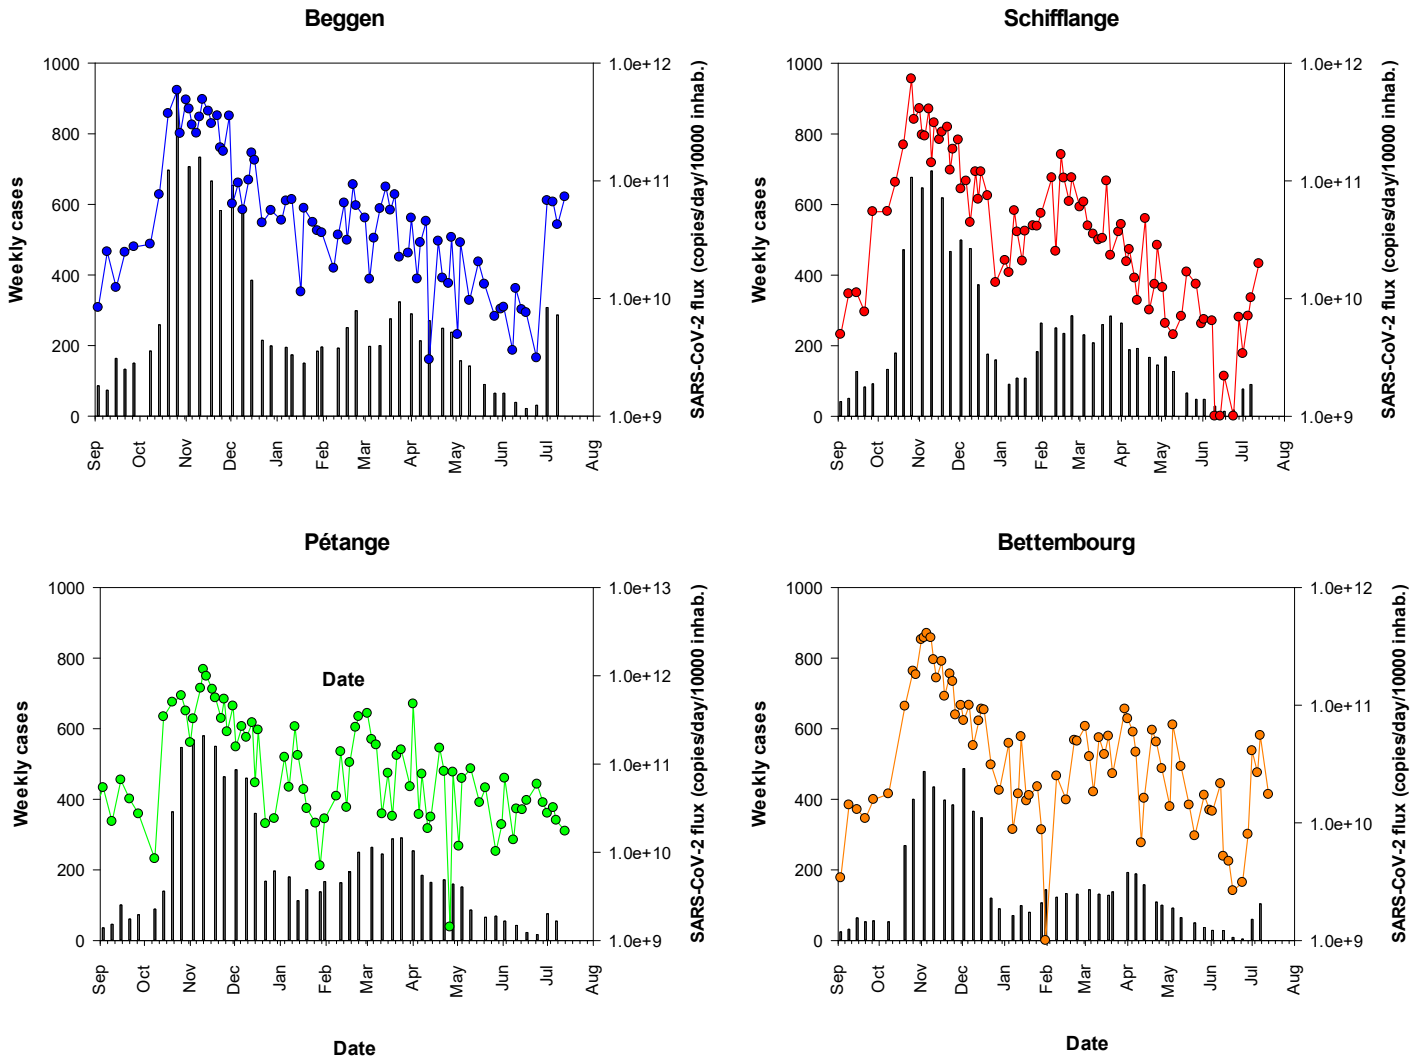 Beggen
Weekly cases
1000
800
600
400
200
0
1.0e+12
1.0e+11
1.0e+10
1.0e+9
SARS-CoV-2 flux (copies/day/10000 inhab.)
Sep
Oct
Nov
Dec
Jan
Feb
Mar
Apr
May
Jun
Jul
Aug
Schifflange
Weekly cases
1000
800
600
400
200
0
1.0e+12
1.0e+11
1.0e+10
1.0e+9
SARS-CoV-2 flux (copies/day/10000 inhab.)
Sep
Oct
Nov
Dec
Jan
Feb
Mar
Apr
May
Jun
Jul
Aug
Pétange
Weekly cases
1000
800
600
400
200
0
Date
1.0e+13
1.0e+12
1.0e+11
1.0e+10
1.0e+9
SARS-CoV-2 flux (copies/day/10000 inhab.)
Sep
Oct
Nov
Dec
Jan
Feb
Mar
Apr
May
Jun
Jul
Aug
Date
Bettembourg
Weekly cases
1000
800
600
400
200
0
1.0e+12
1.0e+11
1.0e+10
1.0e+9
SARS-CoV-2 flux (copies/day/10000 inhab.)
Sep
Oct
Nov
Dec
Jan
Feb
Mar
Apr
May
Jun
Jul
Aug
Date